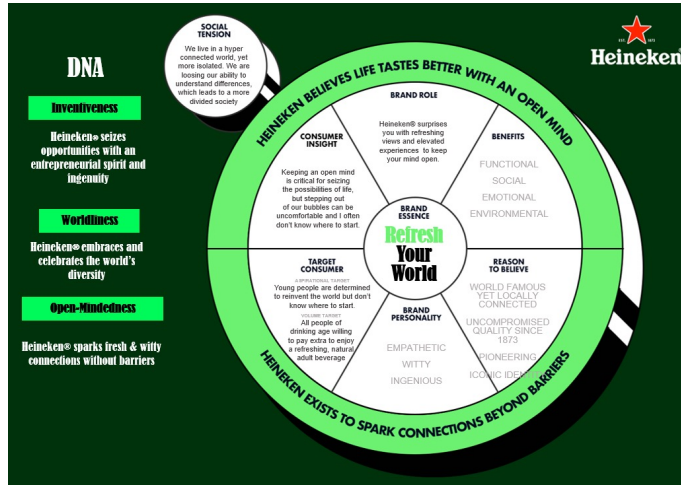 SOCIAL
TENSION
We live in a hyper
connected world, yet
more isolated. We are
loosing our ability to
understand differences,
which leads to a more
divided society
EST. 1873
Heineken
DNA
Inventiveness
Heineken® seizes
opportunities with an
entrepreneurial spirit and
ingenuity
Worldliness
Heineken® embraces and
celebrates the world's
diversity
Open-Mindedness
Heineken® sparks fresh & witty
connections without barriers
HEINEKEN BELIEVES LIFE TASTES BETTER WITH AN OPEN MIND
BRAND ROLE
Heineken® surprises
you with refreshing
views and elevated
experiences to keep
your mind open.
CONSUMER
INSIGHT
Keeping an open mind
is critical for seizing
the possibilities of life,
but stepping out
of our bubbles can be
uncomfortable and I often
don't know where to start.
BENEFITS
FUNCTIONAL
SOCIAL
EMOTIONAL
ENVIRONMENTAL
BRAND
ESSENCE
Refresh
Your
World
TARGET
CONSUMER
ASPIRATIONAL TARGET
Young people are determined
to reinvent the world but don't
know where to start.
VOLUME TARGET
All people of
drinking age willing
to pay extra to enjoy
a refreshing, natural
adult beverage
BRAND
PERSONALITY
EMPATHETIC
WITTY
INGENIOUS
REASON
TO BELIEVE
WORLD FAMOUS
YET LOCALLY
CONNECTED
UNCOMPROMISED
QUALITY SINCE
1873
PIONEERING
ICONIC
HEINEKEN EXISTS TO SPARK CONNECTIONS BEYOND BARRIERS